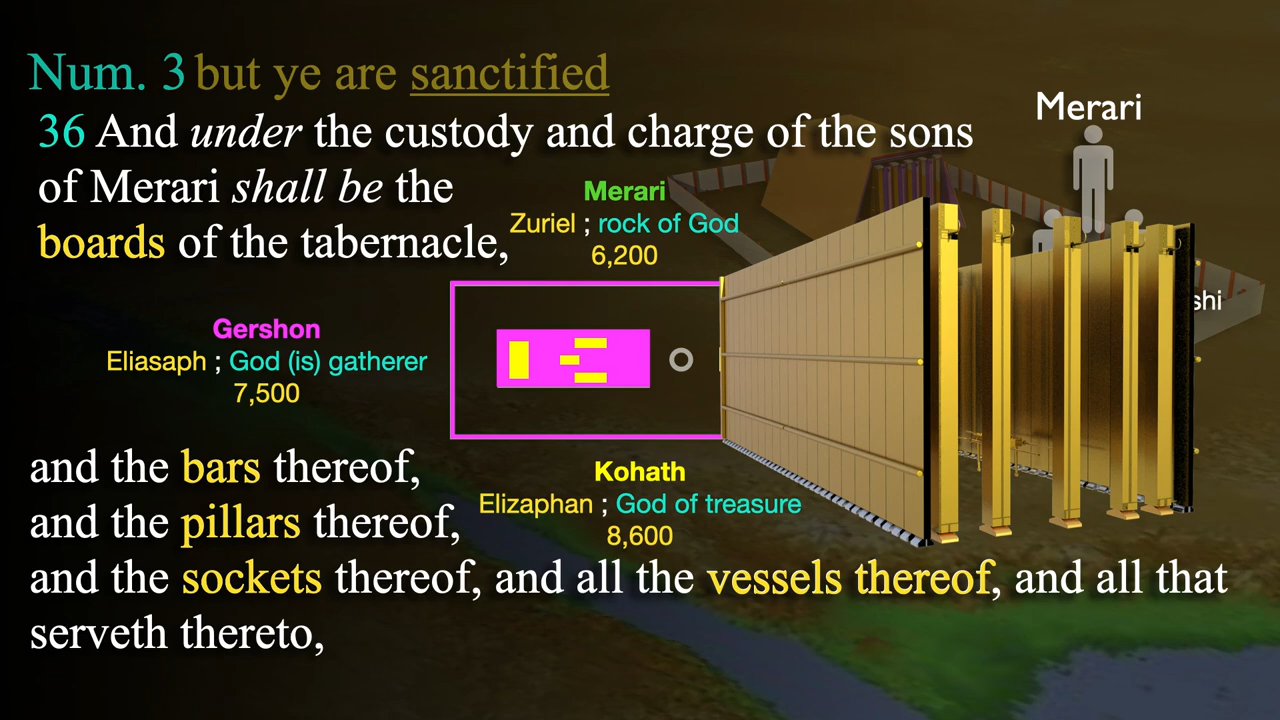 Num. 3 but ye are sanctified
36 And under the custody and charge of the sons
of Merari shall be the
boards of the tabernacle,
Merari
Merari
Zuriel ; rock of God
6,200
Gershon
Eliasaph ; God (is) gatherer
7,500
shi
Kohath
Elizaphan ; God of treasure
8,600
and the bars thereof,
and the pillars thereof,
and the sockets thereof, and all the vessels thereof, and all that
serveth thereto,